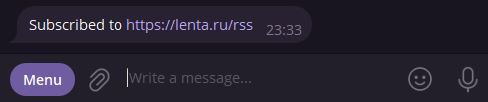 Subscribed to https://lenta.ru/rss
23:33
Menu
Write a message...